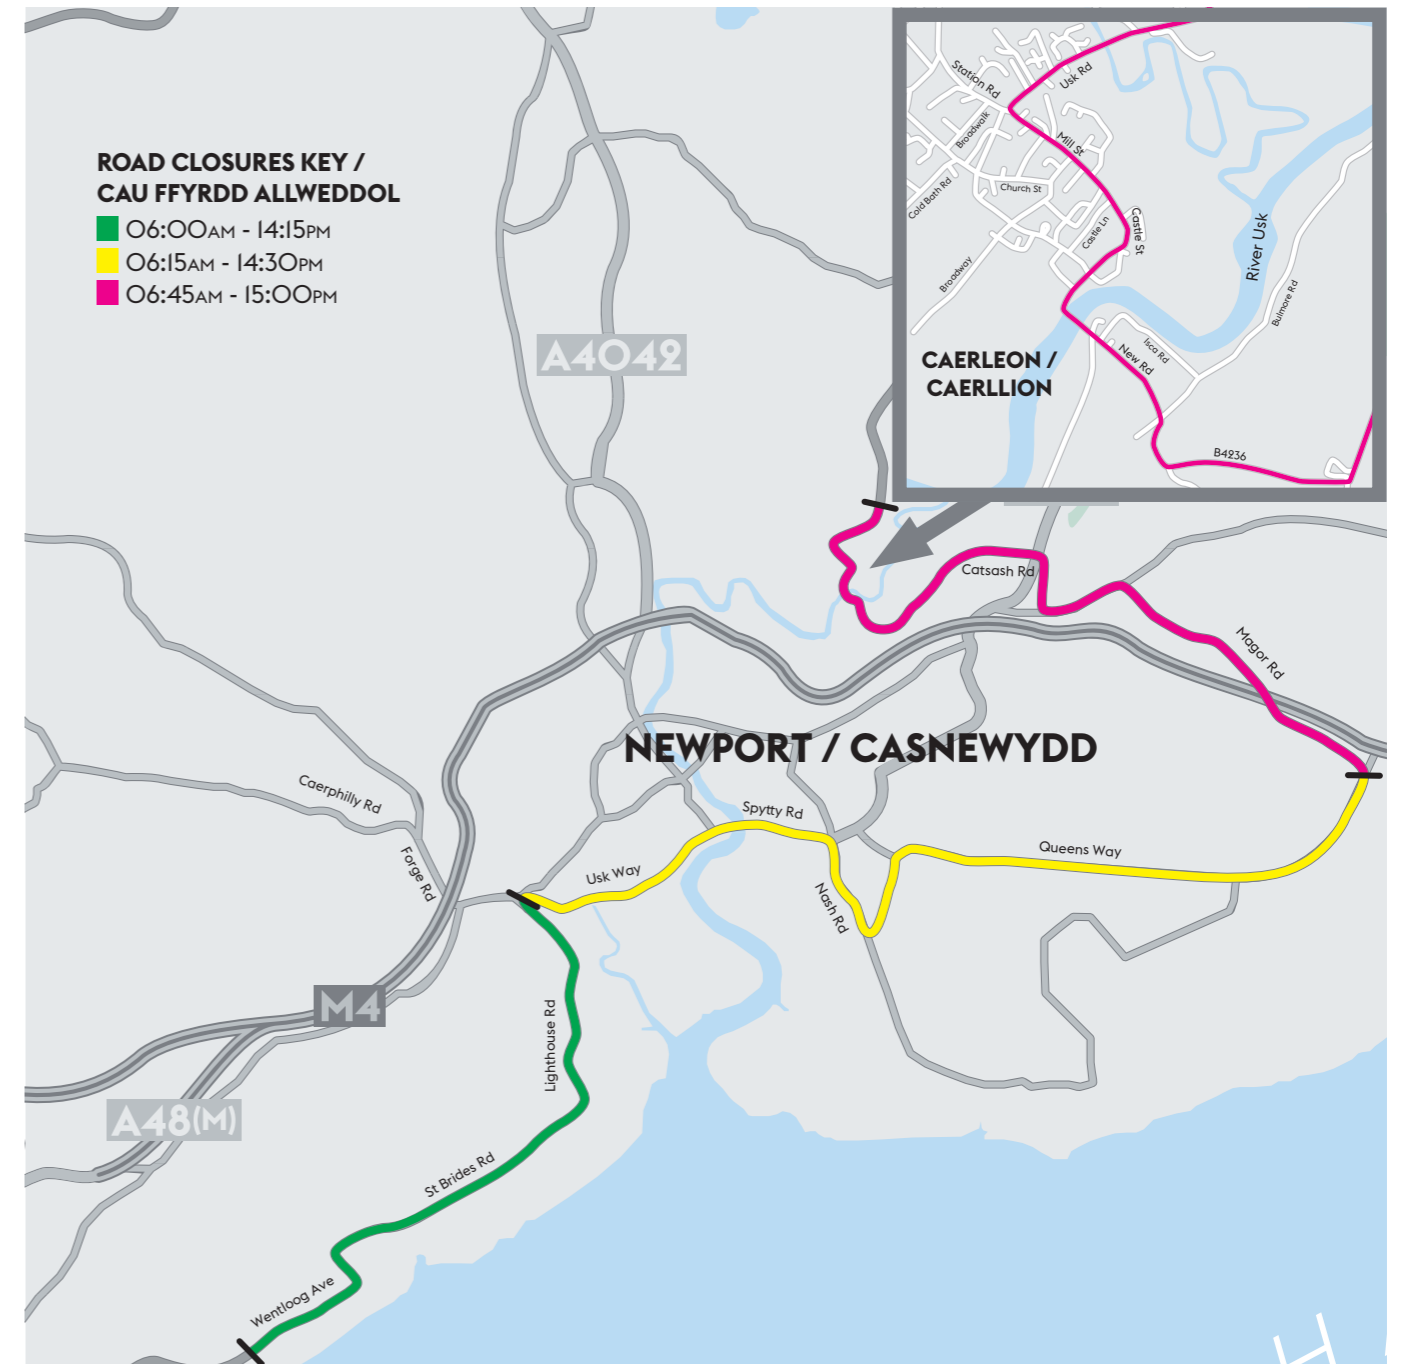 ROAD CLOSURES KEY /
CAU FFYRDD ALLWEDDOL
06:00AM - 14:15PM
06:15AM - 14:30PM
06:45AM - 15:00PM
Station Rd
Usk Rd
Broadwalk
Mill St
Church St
Cold Bath Rd
Castle Ln
Castle St
Broadway
River Usk
Bulmore Rd
Isca Rd
New Rd
CAERLEON /
CAERLLION
B4236
A4042
Catsash Rd
Magor Rd
NEWPORT / CASNEWYDD
Caerphilly Rd
Forge Rd
Spytty Rd
Usk Way
Nash Rd
Queens Way
M4
Lighthouse Rd
A48(M)
St Brides Rd
Wentloog Ave